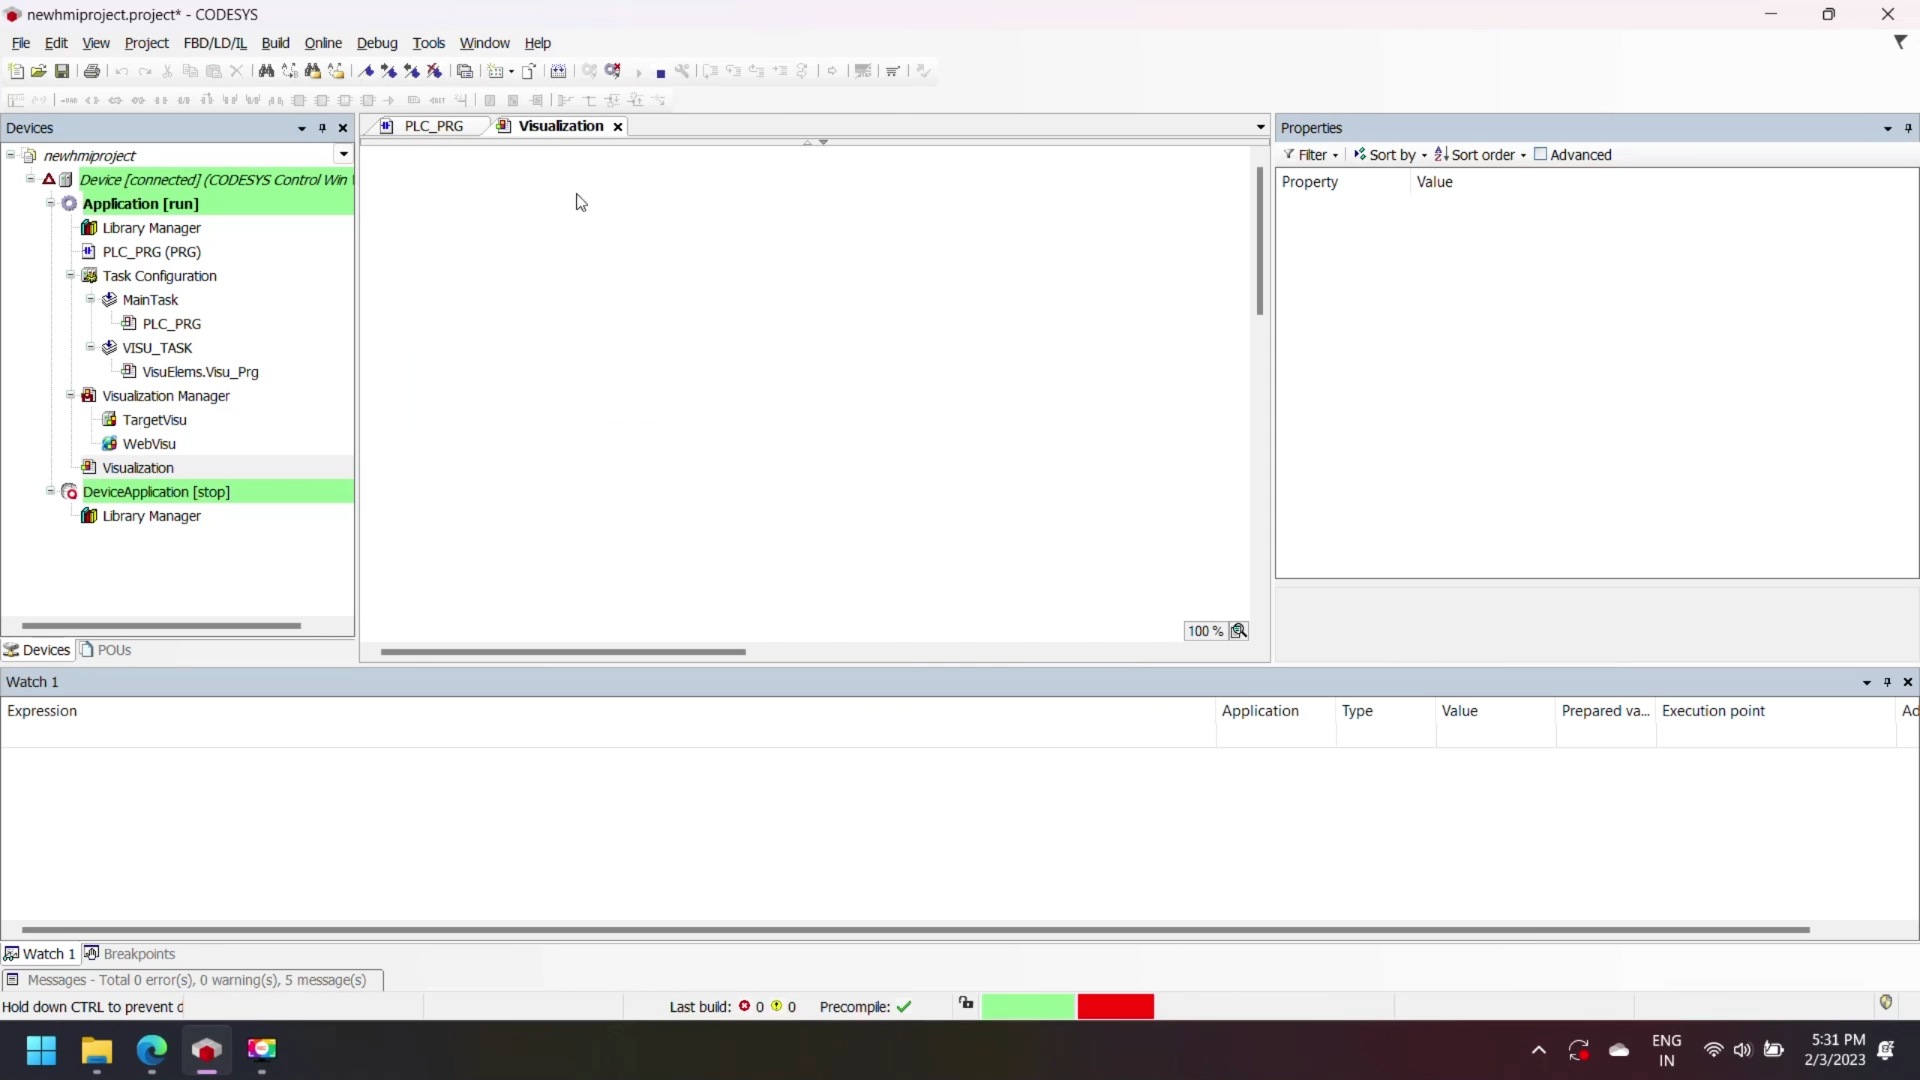 newhmiproject.project* - CODESYS
File Edit View Project FBD/LD/IL Build Online Debug Tools Window Help
Devices
PLC_PRG
Visualization
Properties
newhmiproject
Filter
Sort by
Sort order
Advanced
Device [connected] (CODESYS Control Win
Property
Value
Application [run]
Library Manager
PLC_PRG (PRG)
Task Configuration
MainTask
PLC_PRG
VISU_TASK
VisuElems.Visu_Prg
Visualization Manager
TargetVisu
WebVisu
Visualization
DeviceApplication [stop]
Library Manager
100 %
Devices
POUs
Watch 1
Expression
Application
Type
Value
Prepared va...
Execution point
Ad
Watch 1
Breakpoints
Messages - Total 0 error(s), 0 warning(s), 5 message(s)
Hold down CTRL to prevent d
Last build: 0 0
Precompile:
ENG
IN
5:31 PM
2/3/2023